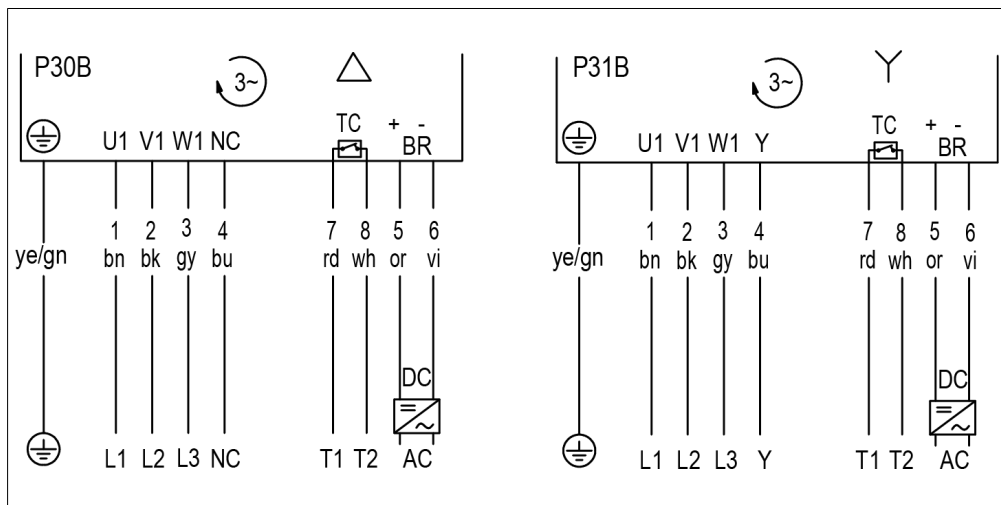 P30B 3~
TC + -
U1 V1 W1 NC BR
1 2 3 4 7 8 5 6
ye/gn bn bk gy bu rd wh or vi
DC
L1 L2 L3 NC T1 T2 AC
P31B 3~
TC + -
U1 V1 W1 Y BR
1 2 3 4 7 8 5 6
ye/gn bn bk gy bu rd wh or vi
DC
L1 L2 L3 Y T1 T2 AC